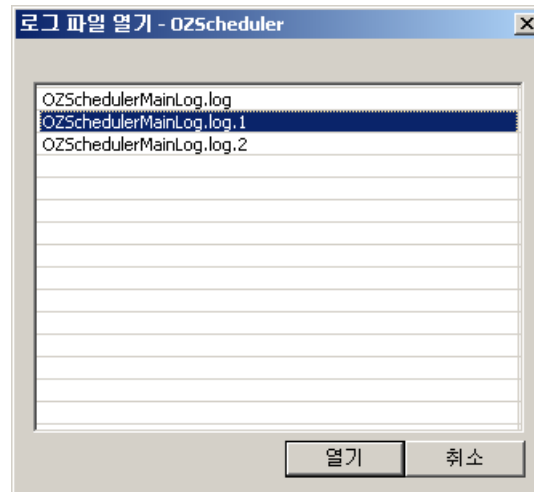 로그 파일 열기 - OZScheduler
OZSchedulerMainLog.log
OZSchedulerMainLog.log.1
OZSchedulerMainLog.log.2
열기 취소